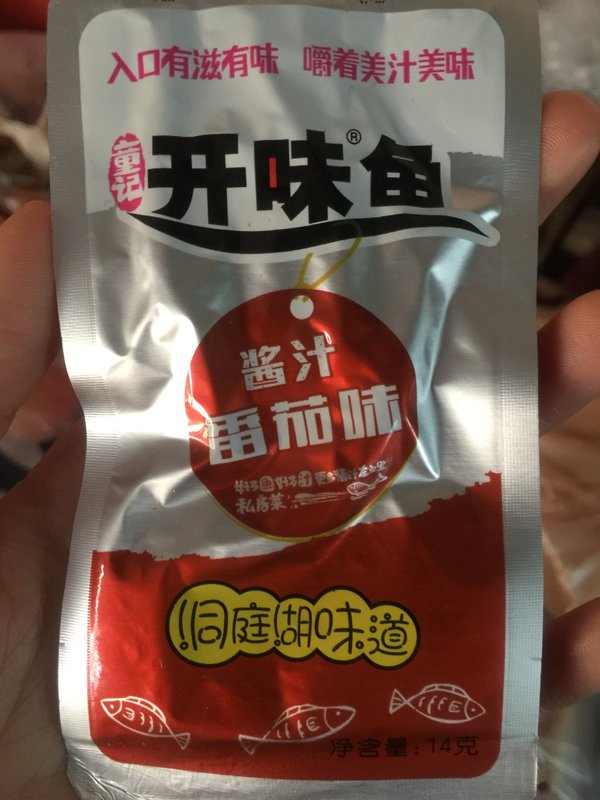 入口有滋有味 嚼着美汁美味
童记
开味®鱼
酱汁
番茄味
私房菜
洞庭湖味道
净含量:14克